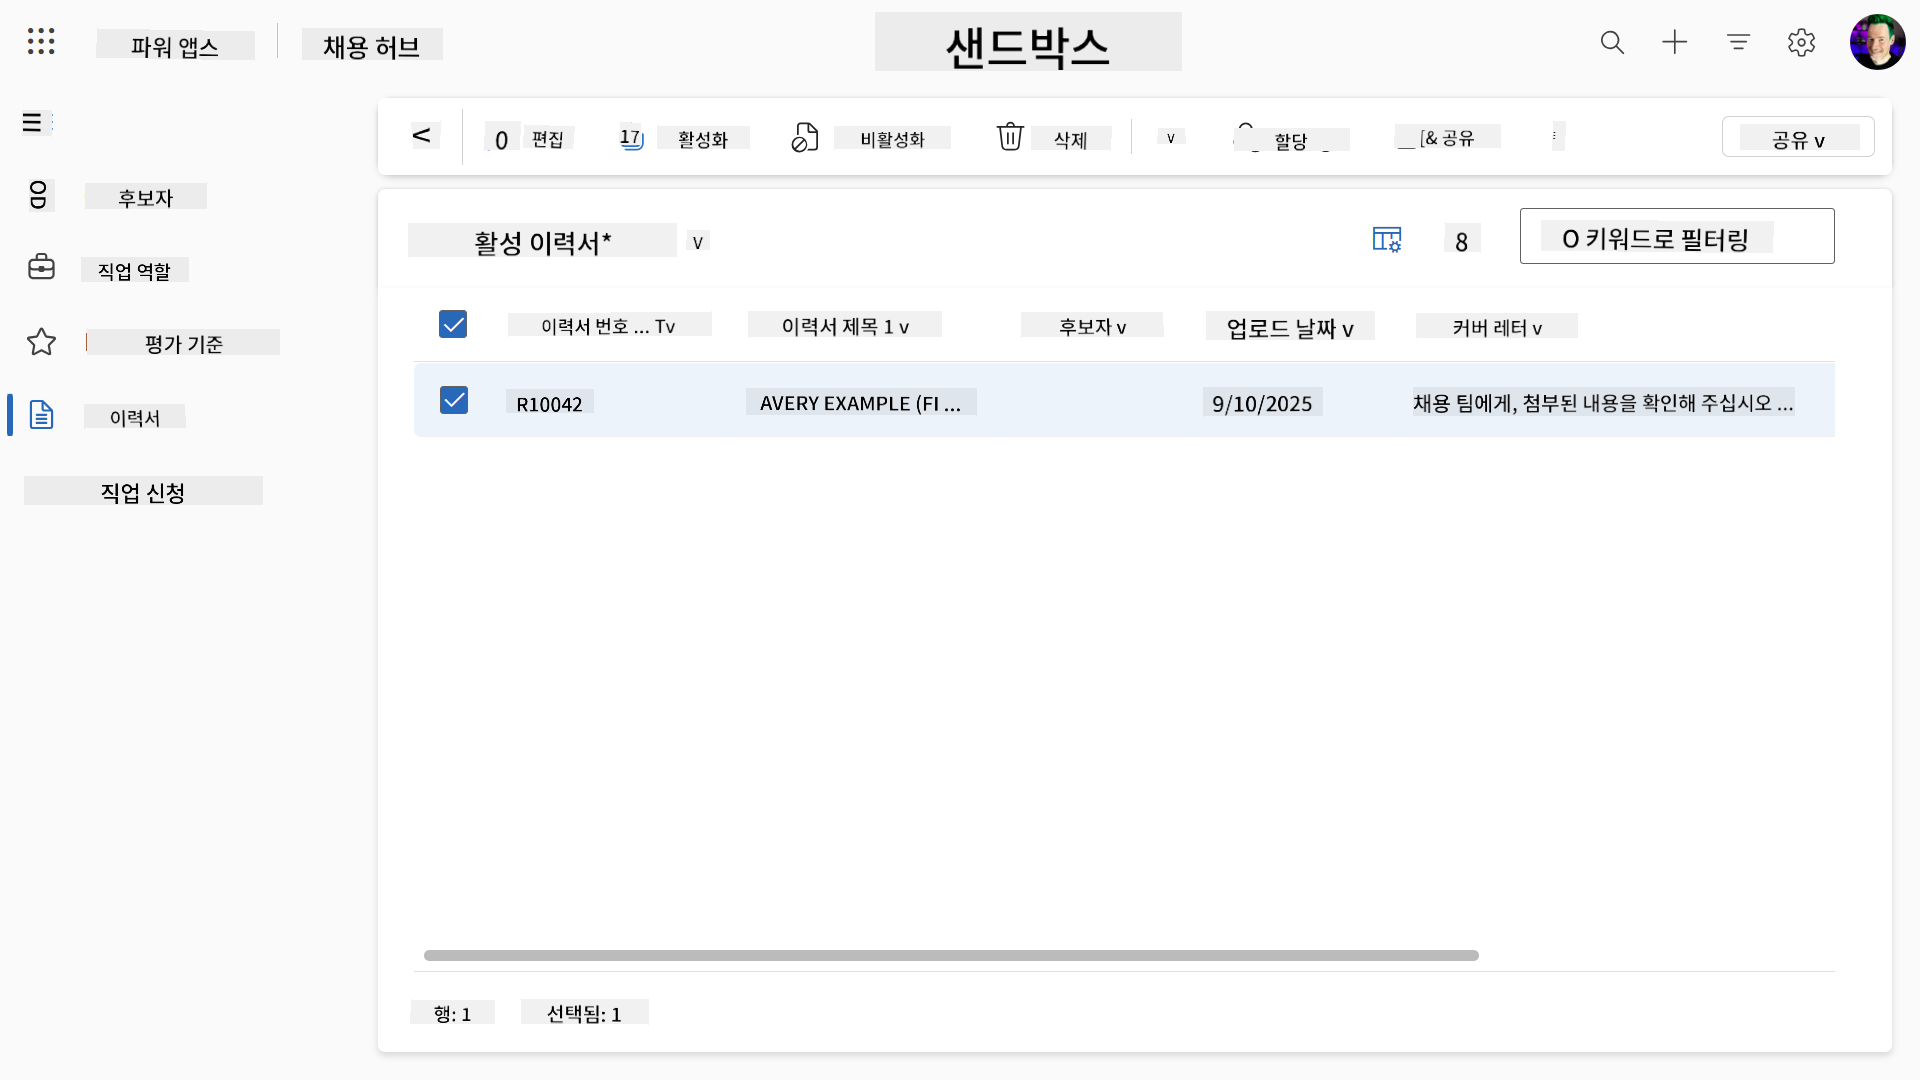 파워 앱스
채용 허브
샌드박스
편집
활성화
비활성화
삭제
v
할당
[& 공유
공유 v
후보자
직업 역할
평가 기준
이력서
직업 신청
활성 이력서* v
8
O 키워드로 필터링
이력서 번호 ... Tv
이력서 제목 1 v
후보자 v
업로드 날짜 v
커버 레터 v
R10042
AVERY EXAMPLE (FI ...
9/10/2025
채용 팀에게, 첨부된 내용을 확인해 주십시오 ...
행: 1
선택됨: 1